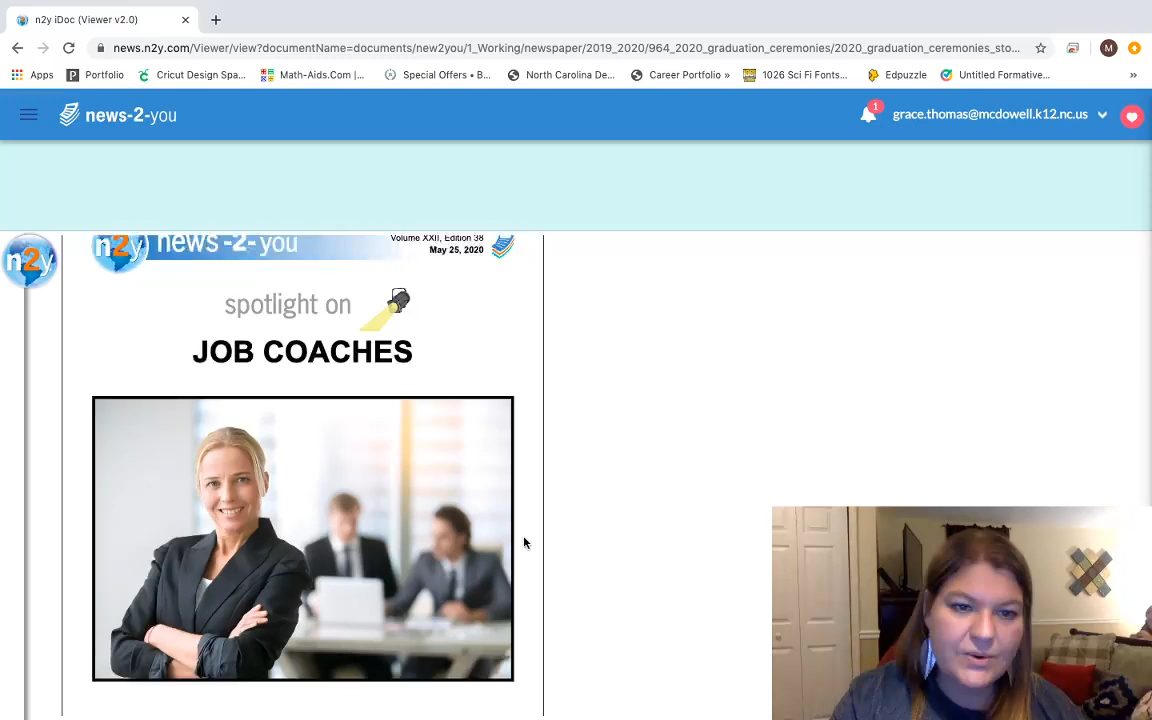 n2y iDoc (Viewer v2.0)
news.n2y.com/Viewer/view?documentName=documents/new2you/1_Working/newspaper/2019_2020/964_2020_graduation_ceremonies/2020_graduation_ceremonies_sto...
M
Apps
Portfolio
Cricut Design Spa...
Math-Aids.Com |...
Special Offers • B...
North Carolina De...
Career Portfolio »
1026 Sci Fi Fonts...
Edpuzzle
Untitled Formative...
»
news-2-you
1
grace.thomas@mcdowell.k12.nc.us
n2y
n2y
news-2-you
Volume XXII, Edition 38
May 25, 2020
spotlight on
JOB COACHES